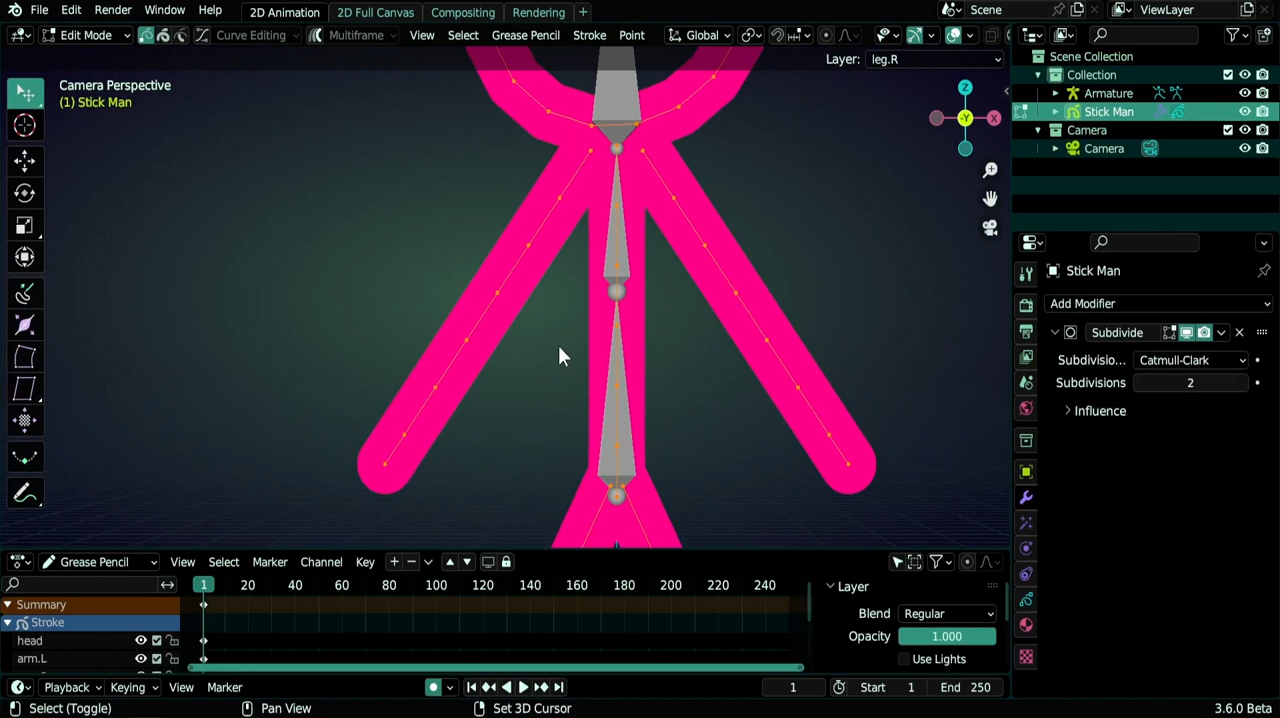 File Edit Render Window Help 2D Animation 2D Full Canvas Compositing Rendering + Scene ViewLayer
Edit Mode Curve Editing Multiframe View Select Grease Pencil Stroke Point Global
Layer: leg.R
Camera Perspective
(1) Stick Man
Z
-Y
X
Scene Collection
Collection
Armature
Stick Man
Camera
Camera
Stick Man
Add Modifier
Subdivide
Subdivisio... Catmull-Clark
Subdivisions 2
Influence
Grease Pencil View Select Marker Channel Key
1 20 40 60 80 100 120 140 160 180 200 220 240
Summary
Stroke
head
arm.L
Layer
Blend Regular
Opacity 1.000
Use Lights
Playback Keying View Marker 1 Start 1 End 250
Select (Toggle) Pan View Set 3D Cursor 3.6.0 Beta